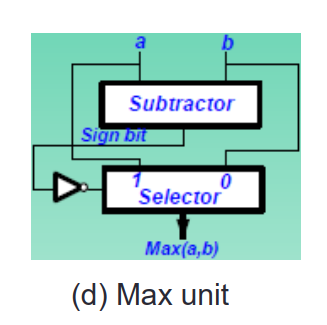 a b
Subtractor
Sign bit
1 0
Selector
Max(a,b)
(d) Max unit